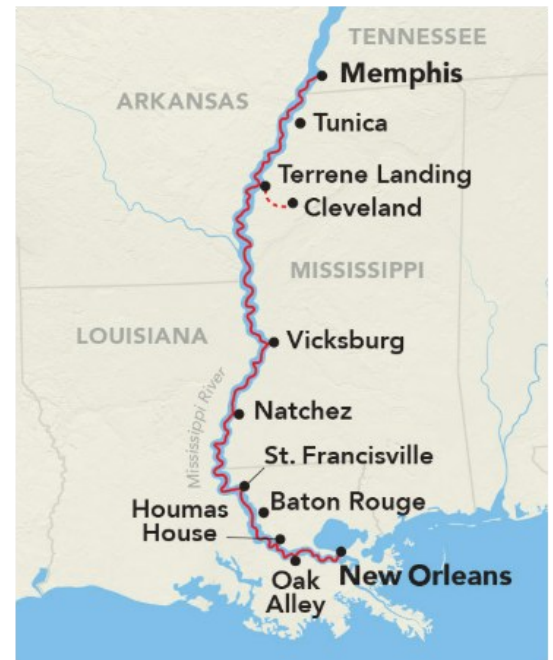 TENNESSEE
Memphis
ARKANSAS
Tunica
Terrene Landing
Cleveland
MISSISSIPPI
LOUISIANA
Vicksburg
Mississippi River
Natchez
St. Francisville
Houmas
House
Baton Rouge
Oak
Alley
New Orleans